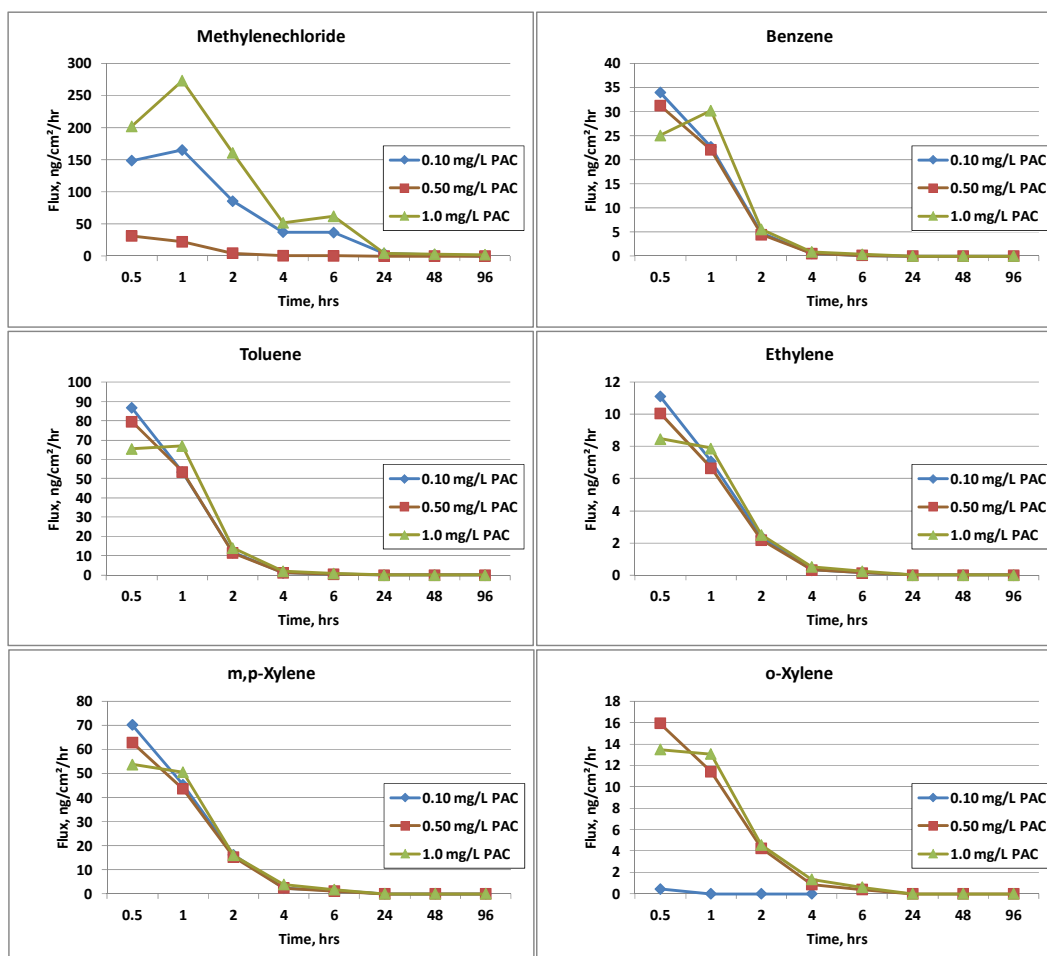 Methylenechloride
300
250
200
150
100
50
0
Flux, ng/cm²/hr
0.5 1 2 4 6 24 48 96
Time, hrs
0.10 mg/L PAC
0.50 mg/L PAC
1.0 mg/L PAC
Benzene
40
35
30
25
20
15
10
5
0
Flux, ng/cm²/hr
0.5 1 2 4 6 24 48 96
Time, hrs
0.10 mg/L PAC
0.50 mg/L PAC
1.0 mg/L PAC
Toluene
100
90
80
70
60
50
40
30
20
10
0
Flux, ng/cm²/hr
0.5 1 2 4 6 24 48 96
Time, hrs
0.10 mg/L PAC
0.50 mg/L PAC
1.0 mg/L PAC
Ethylene
12
10
8
6
4
2
0
Flux, ng/cm²/hr
0.5 1 2 4 6 24 48 96
Time, hrs
0.10 mg/L PAC
0.50 mg/L PAC
1.0 mg/L PAC
m,p-Xylene
80
70
60
50
40
30
20
10
0
Flux, ng/cm²/hr
0.5 1 2 4 6 24 48 96
Time, hrs
0.10 mg/L PAC
0.50 mg/L PAC
1.0 mg/L PAC
o-Xylene
18
16
14
12
10
8
6
4
2
0
Flux, ng/cm²/hr
0.5 1 2 4 6 24 48 96
Time, hrs
0.10 mg/L PAC
0.50 mg/L PAC
1.0 mg/L PAC